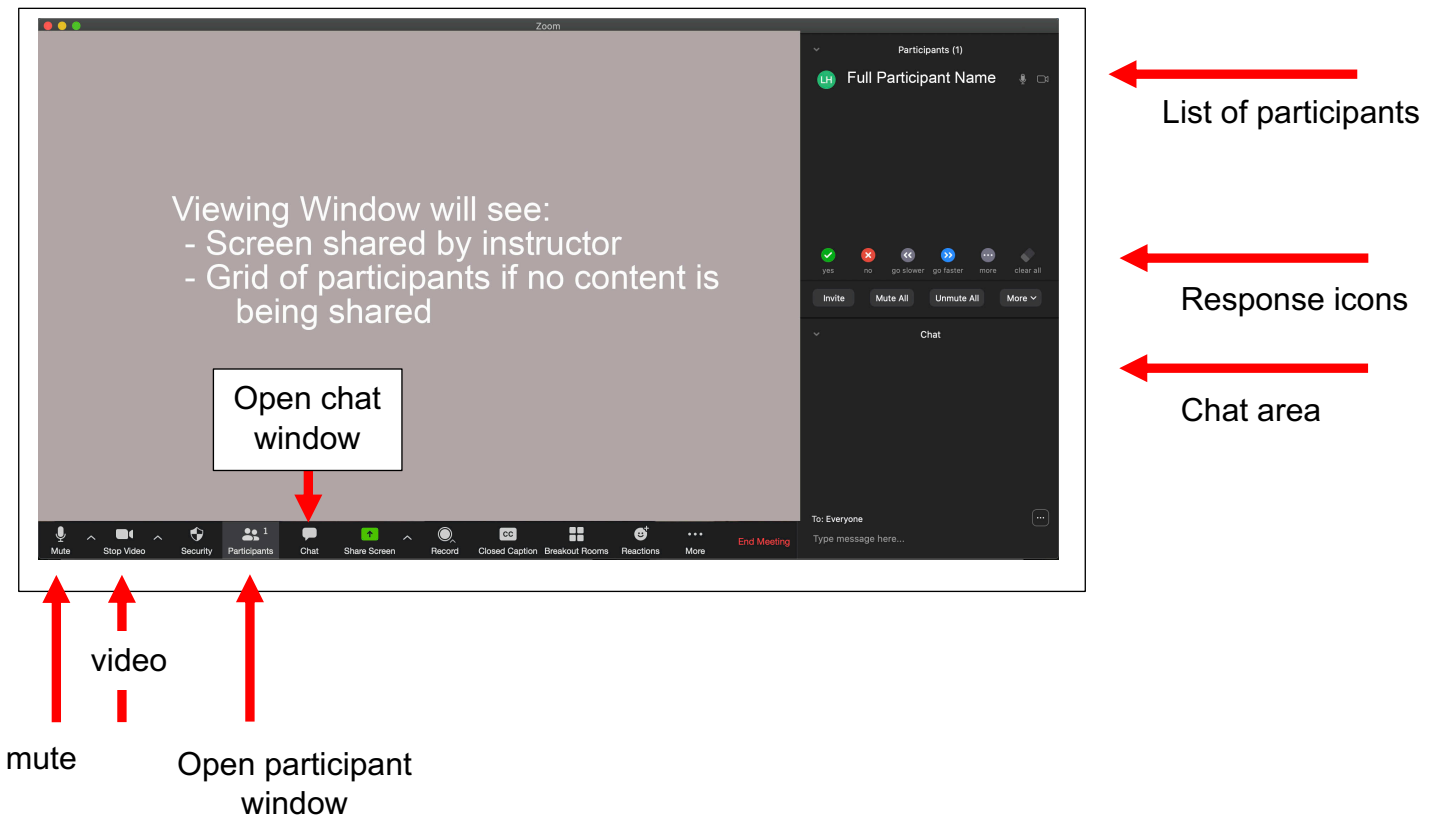 Zoom
Participants (1)
LH Full Participant Name
List of participants
Viewing Window will see:
- Screen shared by instructor
- Grid of participants if no content is
being shared
yes no go slower go faster more clear all
Response icons
Invite Mute All Unmute All More
Chat
Chat area
Open chat
window
To: Everyone
Type message here...
1
CC
Mute Stop Video Security Participants Chat Share Screen Record Closed Caption Breakout Rooms Reactions More End Meeting
video
mute
Open participant
window